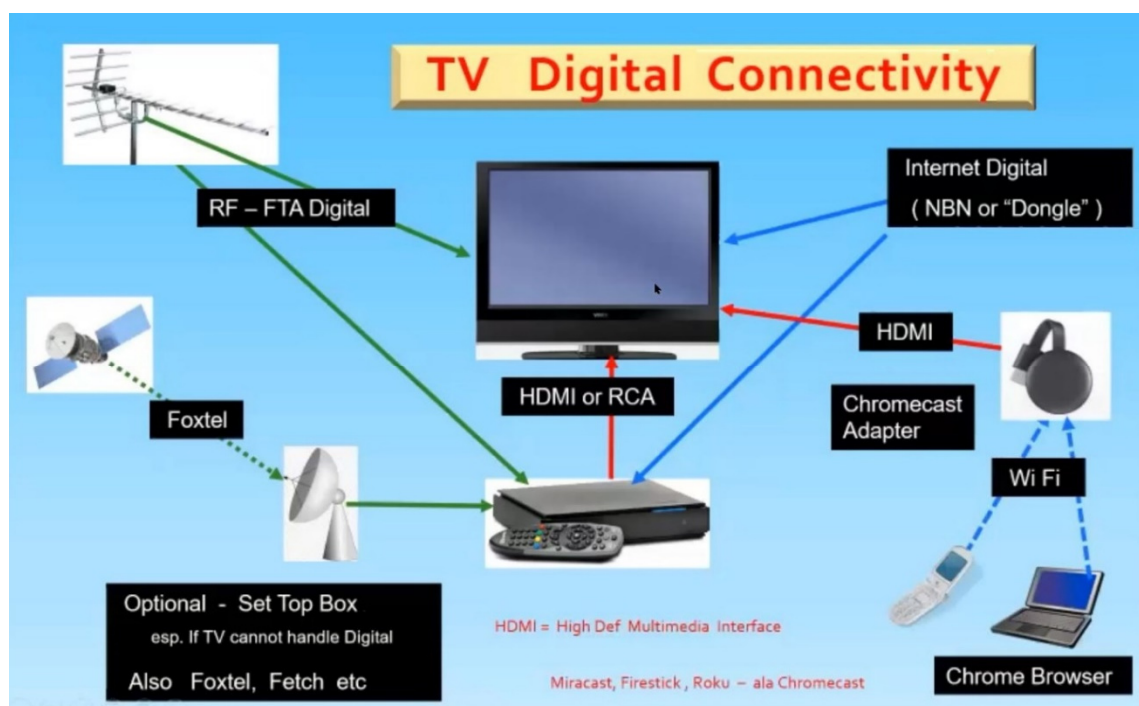 TV Digital Connectivity
RF – FTA Digital
Internet Digital
( NBN or “Dongle” )
HDMI
HDMI or RCA
Chromecast
Adapter
Foxtel
Wi Fi
Optional - Set Top Box
esp. If TV cannot handle Digital
Also Foxtel, Fetch etc
HDMI = High Def Multimedia Interface
Miracast, Firestick , Roku – ala Chromecast
Chrome Browser